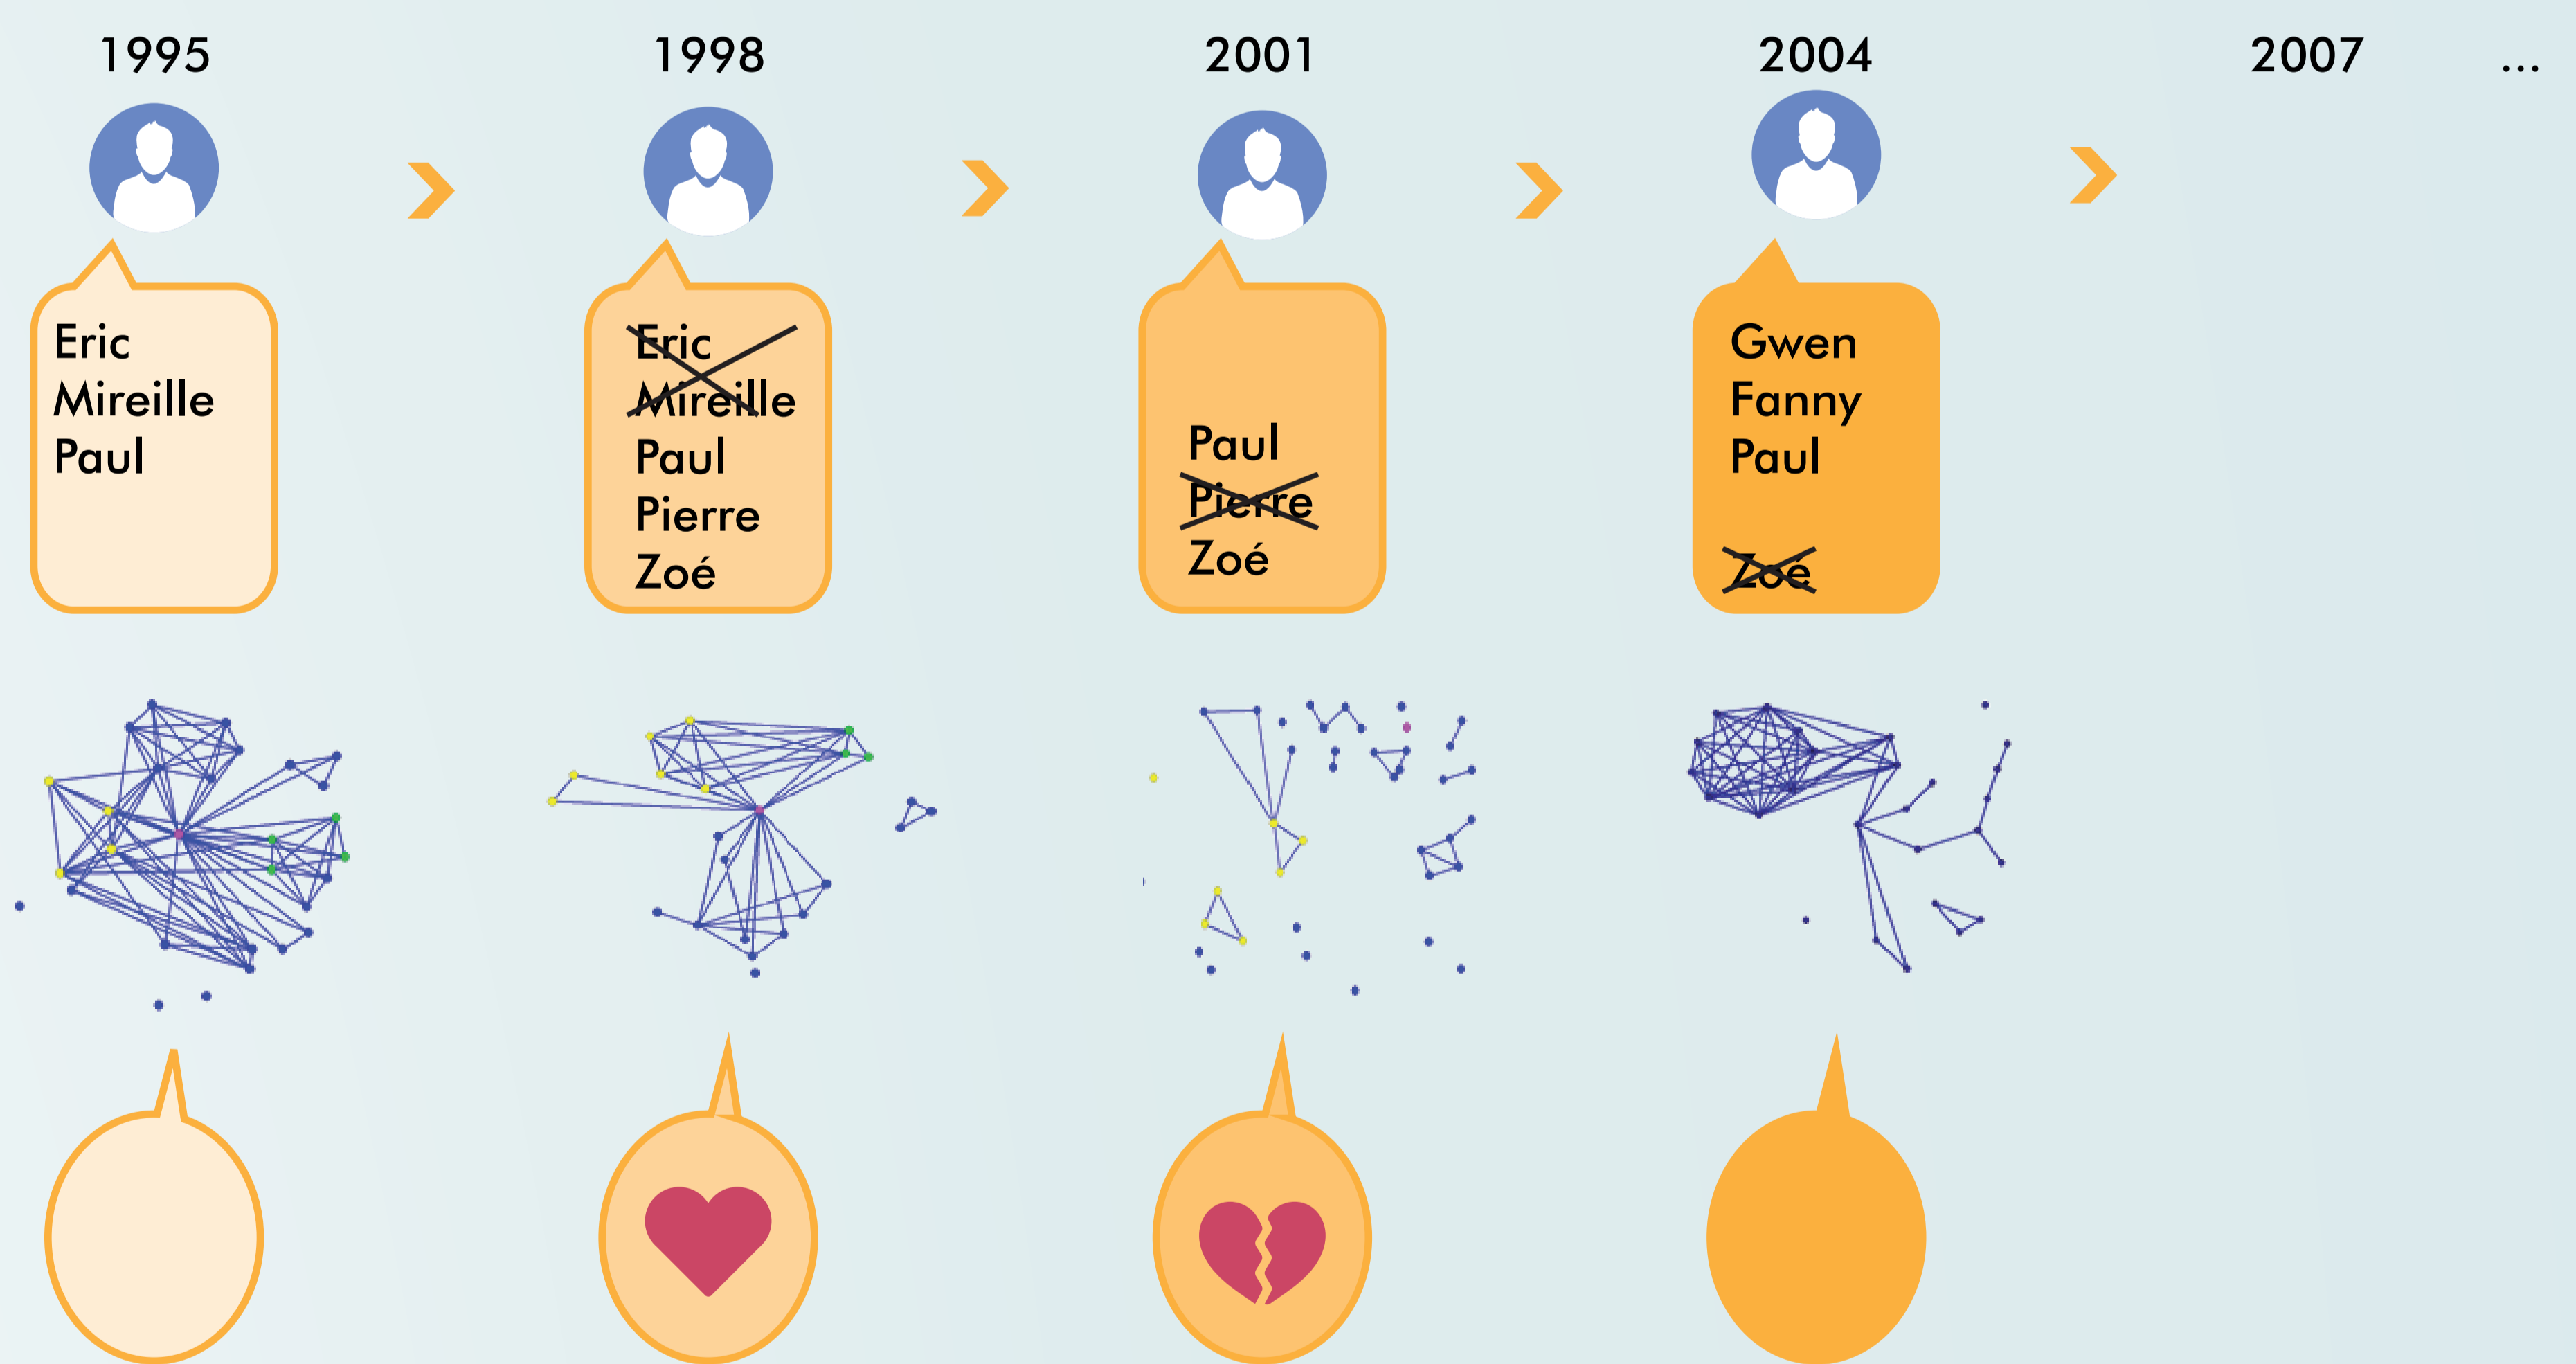 1995 1998 2001 2004 2007 ...
Eric
Mireille
Paul
Eric
Mireille
Paul
Pierre
Zoé
Paul
Pierre
Zoé
Gwen
Fanny
Paul
Zoé